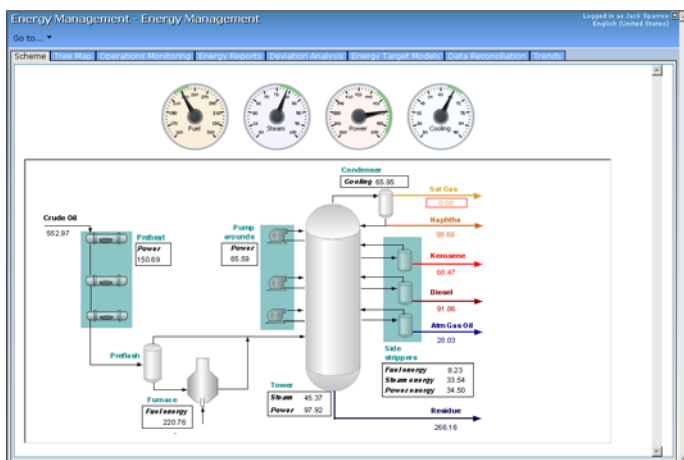 Energy Management - Energy Management
Logged in as Jack Sparrow
English (United States)
Go to...
Scheme
Tree Map
Operations Monitoring
Energy Reports
Deviation Analysis
Energy Target Models
Data Reconciliation
Trends
Fuel
Steam
Power
Cooling
Condenser
Cooling 65.95
Sat Gas
0.00
Crude Oil
552.97
Naphtha
98.88
Preheat
Power
150.69
Pump arounds
Power
85.59
Kerosene
68.47
Diesel
91.86
Atm Gas Oil
28.03
Preflash
Side strippers
Fuel energy 8.23
Steam energy 33.54
Power energy 34.50
Furnace
Fuel energy
220.76
Tower
Steam 45.37
Power 97.92
Residue
266.16